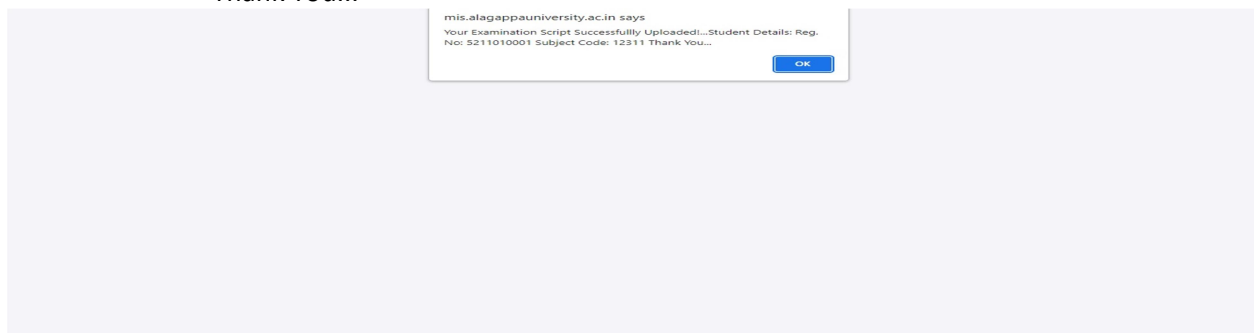 mis.alagappauniversity.ac.in says
Your Examination Script Successfullly Uploaded!...Student Details: Reg.
No: 5211010001 Subject Code: 12311 Thank You...
OK